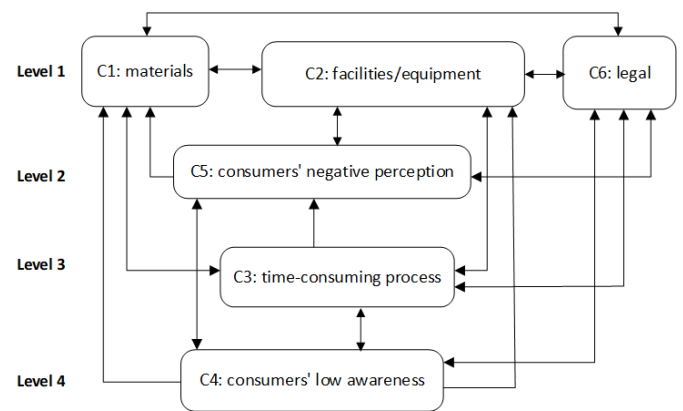 Level 1
C1: materials
C2: facilities/equipment
C6: legal
Level 2
C5: consumers' negative perception
Level 3
C3: time-consuming process
Level 4
C4: consumers' low awareness